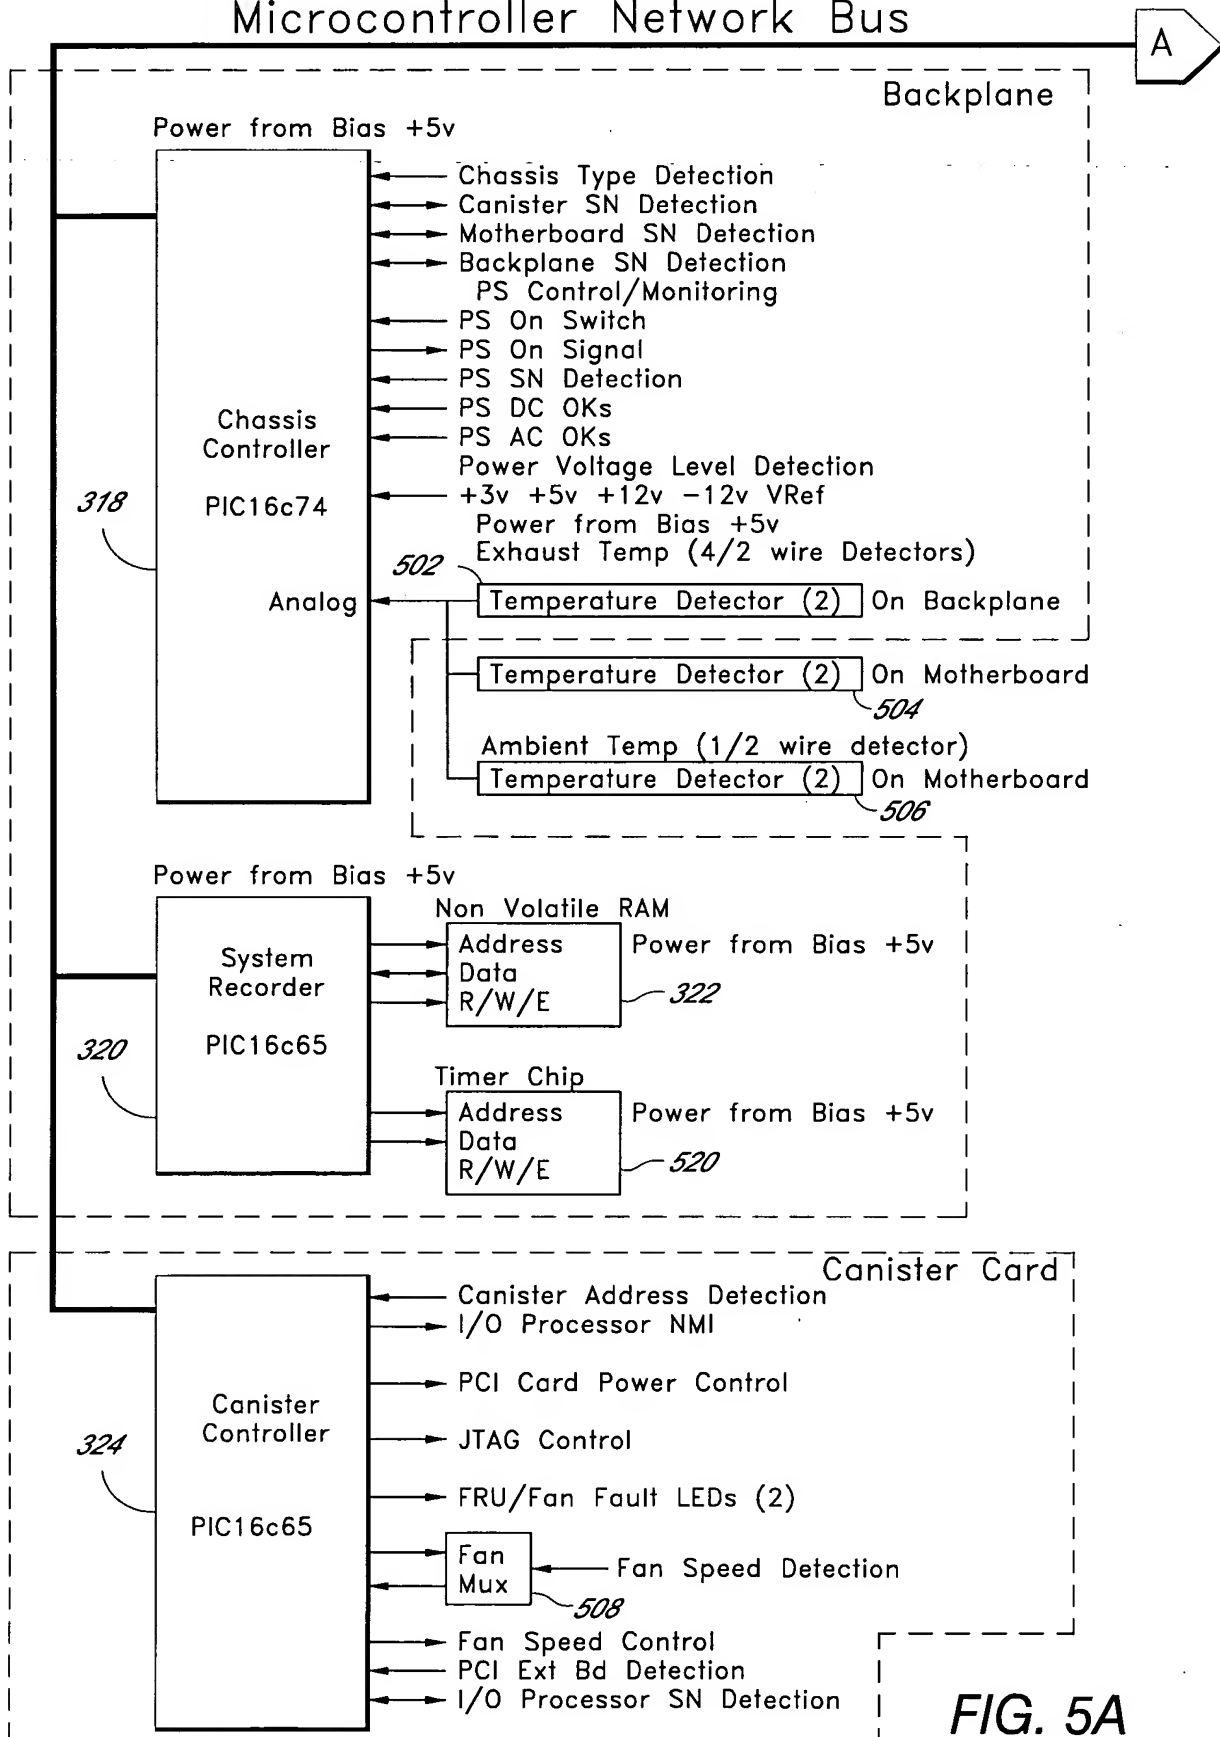 Microcontroller Network Bus
A
Backplane
Power from Bias +5v
Chassis Type Detection
Canister SN Detection
Motherboard SN Detection
Backplane SN Detection
PS Control/Monitoring
PS On Switch
PS On Signal
PS SN Detection
PS DC OKs
PS AC OKs
Power Voltage Level Detection
+3v +5v +12v -12v VRef
Power from Bias +5v
Exhaust Temp (4/2 wire Detectors)
Chassis
Controller
PIC16c74
318
Analog
502
Temperature Detector (2) On Backplane
Temperature Detector (2) On Motherboard
504
Ambient Temp (1/2 wire detector)
Temperature Detector (2) On Motherboard
506
Power from Bias +5v
System
Recorder
PIC16c65
320
Non Volatile RAM
Address
Data
R/W/E
Power from Bias +5v
322
Timer Chip
Address
Data
R/W/E
Power from Bias +5v
520
Canister Card
Canister
Controller
PIC16c65
324
Canister Address Detection
I/O Processor NMI
PCI Card Power Control
JTAG Control
FRU/Fan Fault LEDs (2)
Fan
Mux
Fan Speed Detection
508
Fan Speed Control
PCI Ext Bd Detection
I/O Processor SN Detection
FIG. 5A